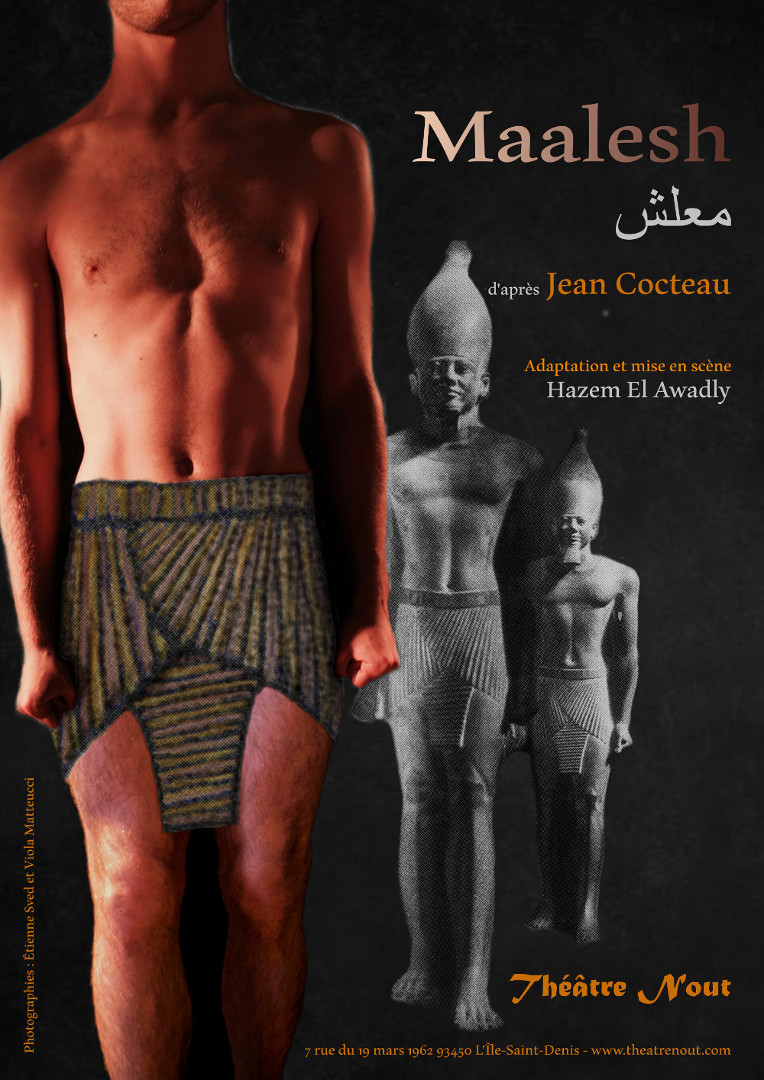 Maalesh
معلش
d'après Jean Cocteau
Adaptation et mise en scène
Hazem El Awadly
Photographies : Étienne Sved et Viola Matteucci
Théâtre Nout
7 rue du 19 mars 1962 93450 L'Île-Saint-Denis - www.theatrenout.com